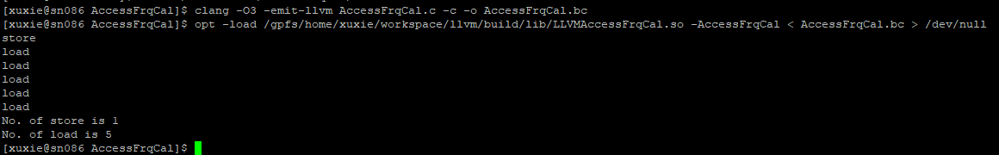 [xuxie@sn086 AccessFrqCal]$ clang -O3 -emit-llvm AccessFrqCal.c -c -o AccessFrqCal.bc
[xuxie@sn086 AccessFrqCal]$ opt -load /gpfs/home/xuxie/workspace/llvm/build/lib/LLVMAccessFrqCal.so -AccessFrqCal < AccessFrqCal.bc > /dev/null
store
load
load
load
load
load
No. of store is 1
No. of load is 5
[xuxie@sn086 AccessFrqCal]$